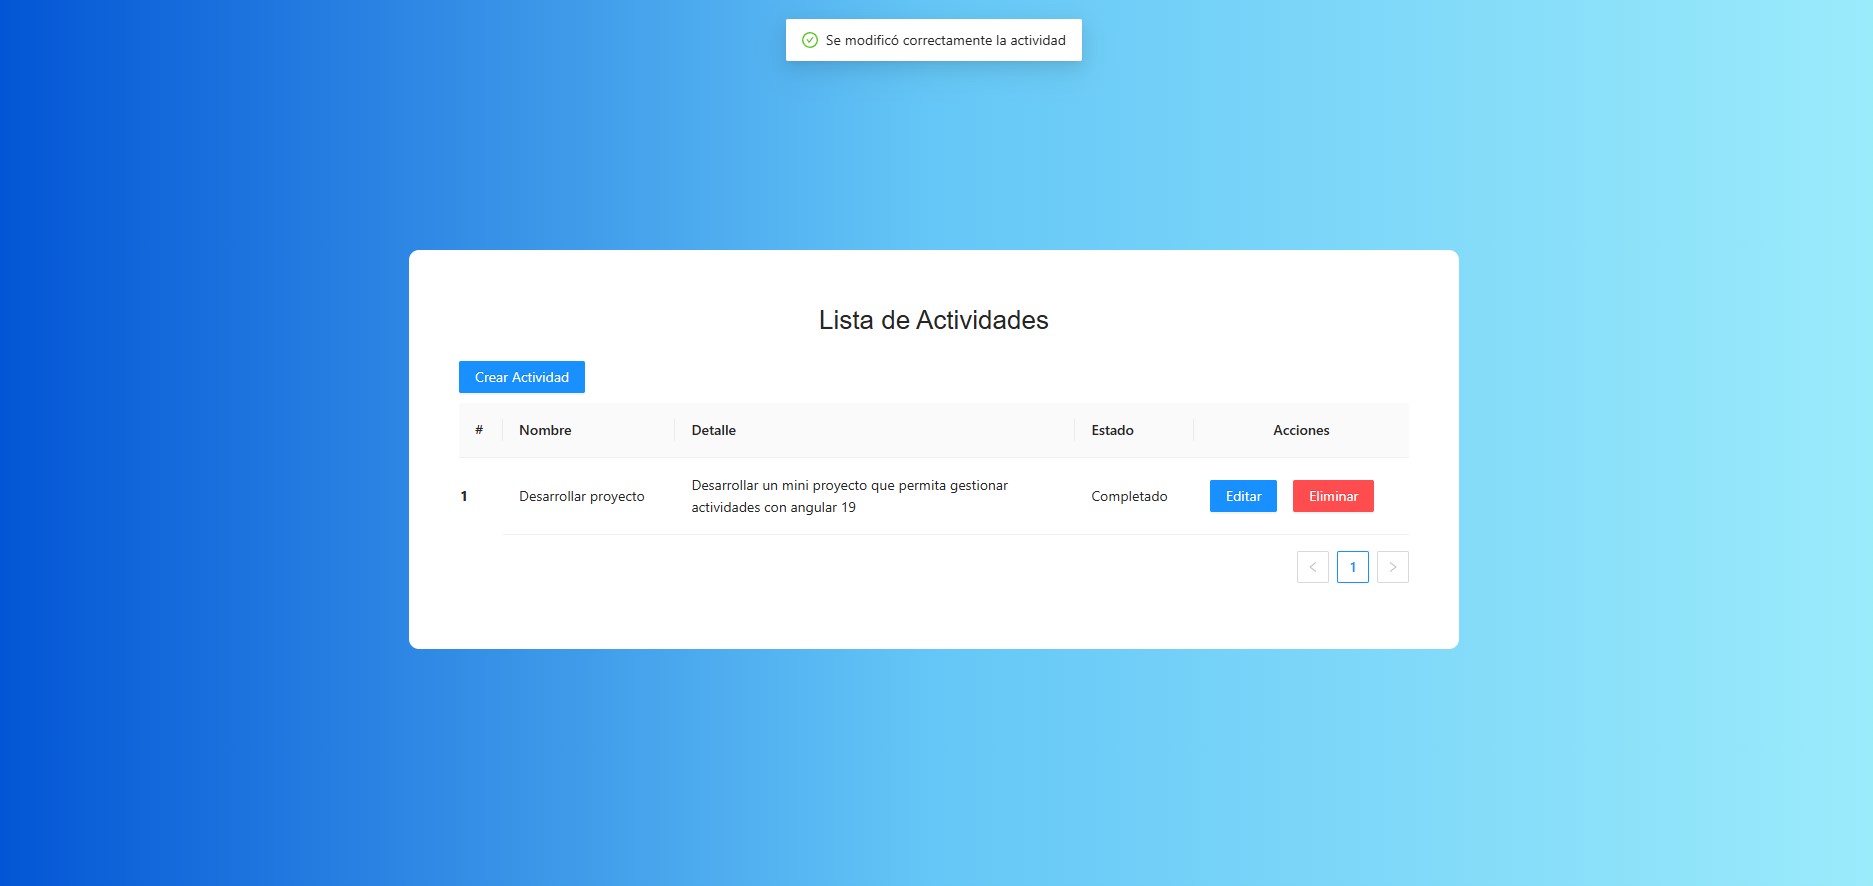 Se modificó correctamente la actividad
Lista de Actividades
Crear Actividad
# Nombre Detalle Estado Acciones
1 Desarrollar proyecto Desarrollar un mini proyecto que permita gestionar Completado Editar Eliminar
actividades con angular 19
< 1 >